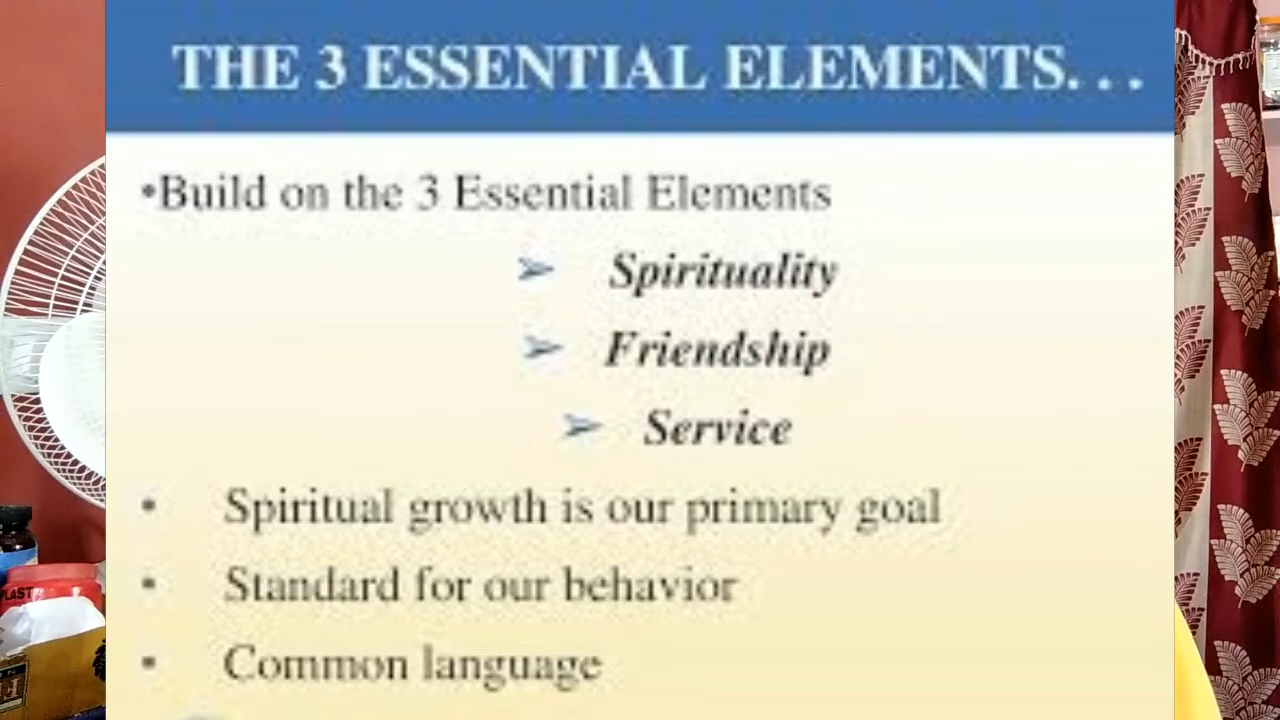 THE 3 ESSENTIAL ELEMENTS. . .
•Build on the 3 Essential Elements
➢ Spirituality
➢ Friendship
➢ Service
• Spiritual growth is our primary goal
• Standard for our behavior
• Common language
PLAST